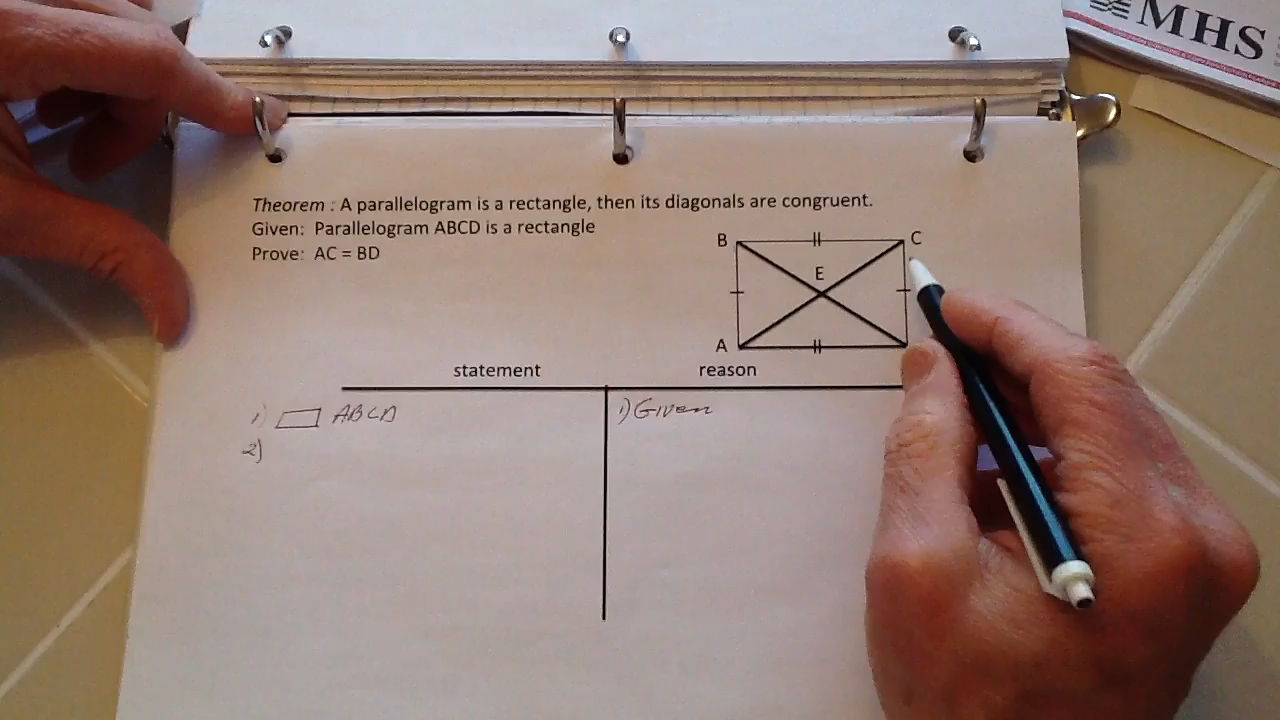 MHS
Theorem : A parallelogram is a rectangle, then its diagonals are congruent.
Given: Parallelogram ABCD is a rectangle
Prove: AC = BD
B
C
E
A
statement
reason
1) ABCD
1) Given
2)